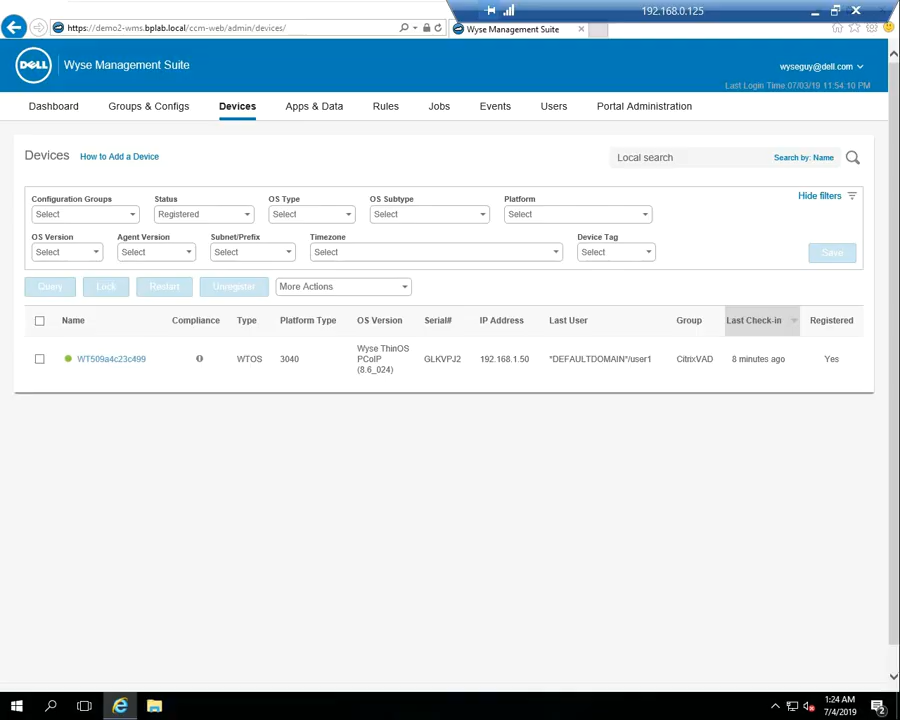 192.168.0.125
https://demo2-wms.bplab.local/ccm-web/admin/devices/
Wyse Management Suite
DELL
Wyse Management Suite
wyseguy@dell.com
Last Login Time:07/03/19 11:54:10 PM
Dashboard Groups & Configs Devices Apps & Data Rules Jobs Events Users Portal Administration
Devices How to Add a Device
Local search Search by: Name
Hide filters
Configuration Groups Status OS Type OS Subtype Platform
Select Registered Select Select Select
OS Version Agent Version Subnet/Prefix Timezone Device Tag
Select Select Select Select Select Save
Query Lock Restart Unregister More Actions
Name Compliance Type Platform Type OS Version Serial# IP Address Last User Group Last Check-in Registered
WT509a4c23c499 WTOS 3040 Wyse ThinOS PCoIP (8.6_024) GLKVPJ2 192.168.1.50 "DEFAULTDOMAIN"/user1 CitrixVAD 8 minutes ago Yes
1:24 AM
7/4/2019
2